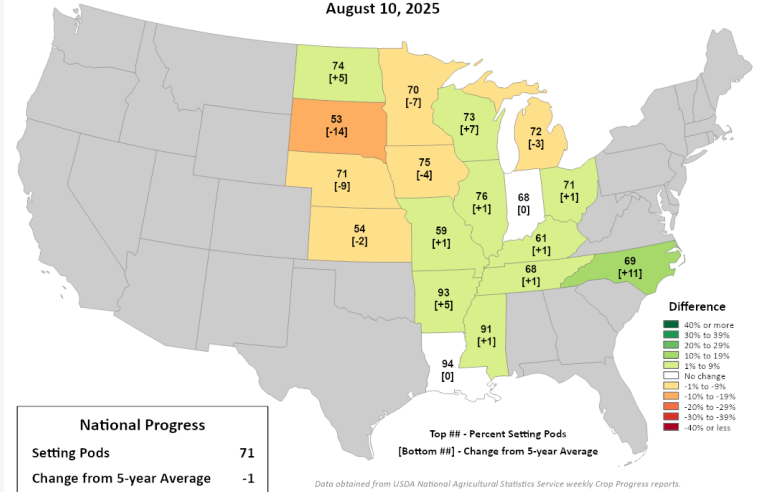 August 10, 2025
74
[+5]
70
[-7]
53
[-14]
73
[+7]
72
[-3]
71
[-9]
75
[-4]
76
[+1]
68
[0]
71
[+1]
54
[-2]
59
[+1]
61
[+1]
68
[+1]
69
[+11]
93
[+5]
91
[+1]
94
[0]
Difference
40% or more
30% to 39%
20% to 29%
10% to 19%
1% to 9%
No change
-1% to -9%
-10% to -19%
-20% to -29%
-30% to -39%
-40% or less
National Progress
Setting Pods 71
Change from 5-year Average -1
Top ## - Percent Setting Pods
[Bottom ##] - Change from 5-year Average
Data obtained from USDA National Agricultural Statistics Service weekly Crop Progress reports.